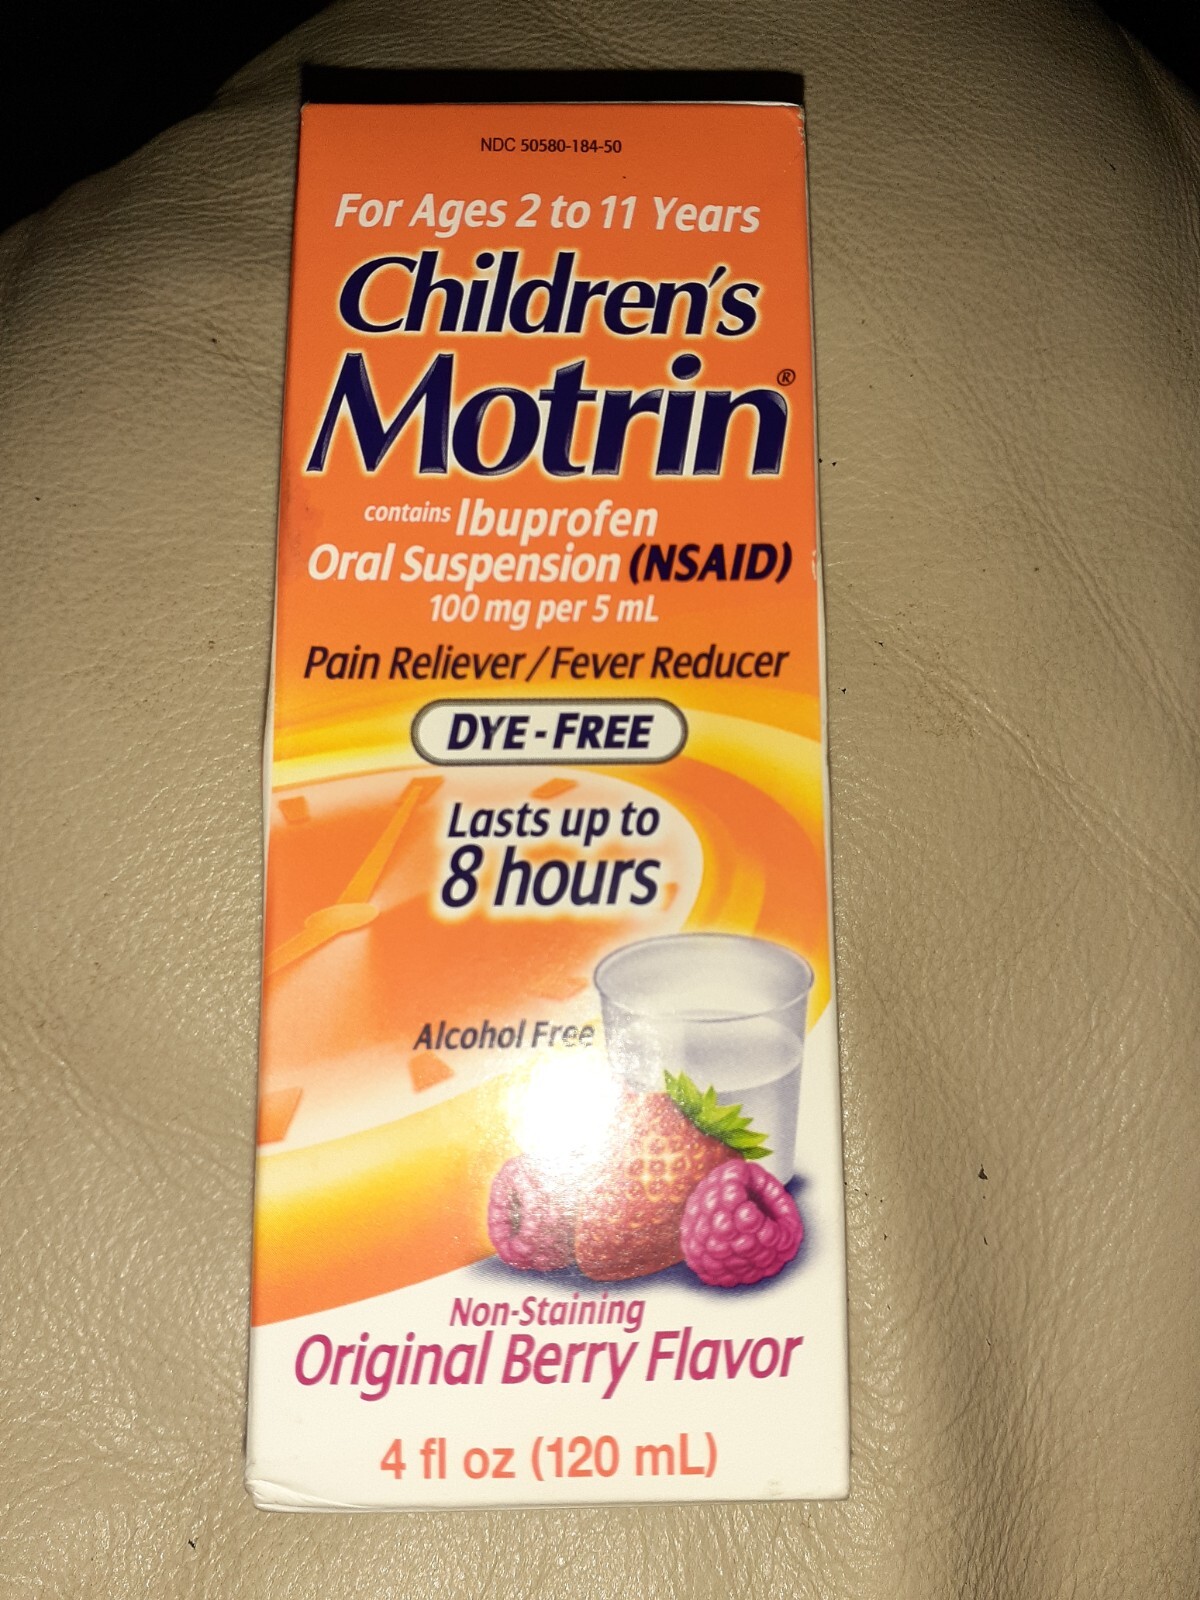 NDC 50580-184-50
For Ages 2 to 11 Years
Children's
Motrin®
contains Ibuprofen
Oral Suspension (NSAID)
100 mg per 5 mL
Pain Reliever/Fever Reducer
DYE-FREE
Lasts up to
8 hours
Alcohol Free
Non-Staining
Original Berry Flavor
4 fl oz (120 mL)